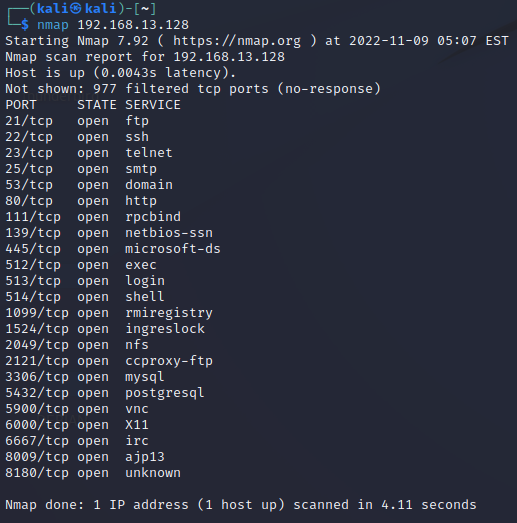 ┌──(kali㉿kali)-[~]
└─$ nmap 192.168.13.128
Starting Nmap 7.92 ( https://nmap.org ) at 2022-11-09 05:07 EST
Nmap scan report for 192.168.13.128
Host is up (0.0043s latency).
Not shown: 977 filtered tcp ports (no-response)
PORT     STATE SERVICE
21/tcp   open  ftp
22/tcp   open  ssh
23/tcp   open  telnet
25/tcp   open  smtp
53/tcp   open  domain
80/tcp   open  http
111/tcp  open  rpcbind
139/tcp  open  netbios-ssn
445/tcp  open  microsoft-ds
512/tcp  open  exec
513/tcp  open  login
514/tcp  open  shell
1099/tcp open  rmiregistry
1524/tcp open  ingreslock
2049/tcp open  nfs
2121/tcp open  ccproxy-ftp
3306/tcp open  mysql
5432/tcp open  postgresql
5900/tcp open  vnc
6000/tcp open  X11
6667/tcp open  irc
8009/tcp open  ajp13
8180/tcp open  unknown

Nmap done: 1 IP address (1 host up) scanned in 4.11 seconds